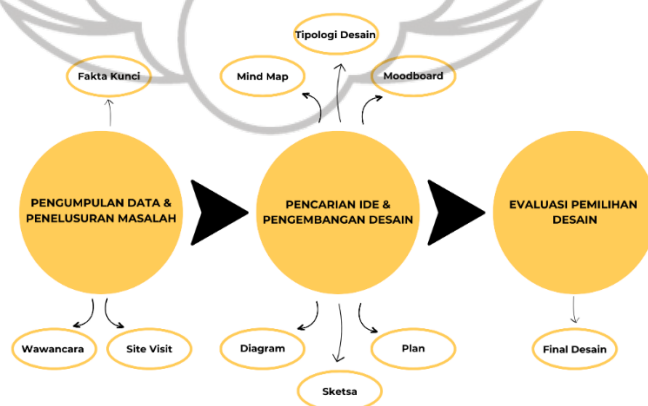 Tipologi Desain
Fakta Kunci
Mind Map
Moodboard
PENGUMPULAN DATA &
PENELUSURAN MASALAH
PENCARIAN IDE &
PENGEMBANGAN DESAIN
EVALUASI PEMILIHAN
DESAIN
Wawancara
Site Visit
Diagram
Plan
Final Desain
Sketsa